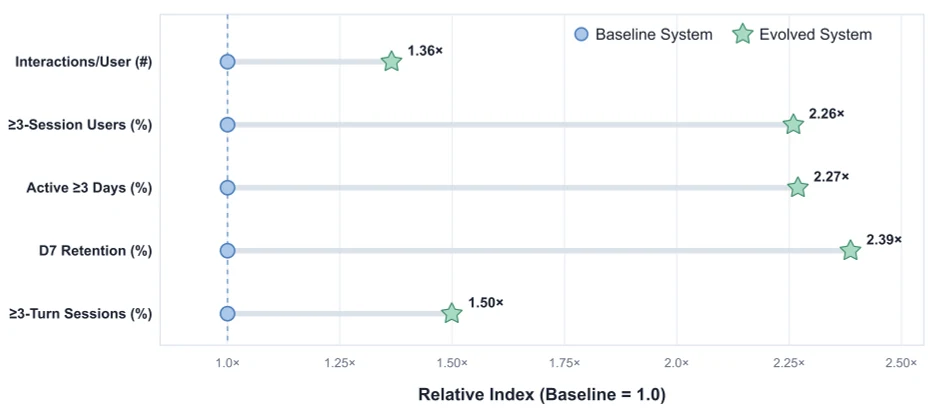 Baseline System
Evolved System
Interactions/User (#)
1.36×
≥3-Session Users (%)
2.26×
Active ≥3 Days (%)
2.27×
D7 Retention (%)
2.39×
≥3-Turn Sessions (%)
1.50×
1.0×
1.25×
1.50×
1.75×
2.0×
2.25×
2.50×
Relative Index (Baseline = 1.0)